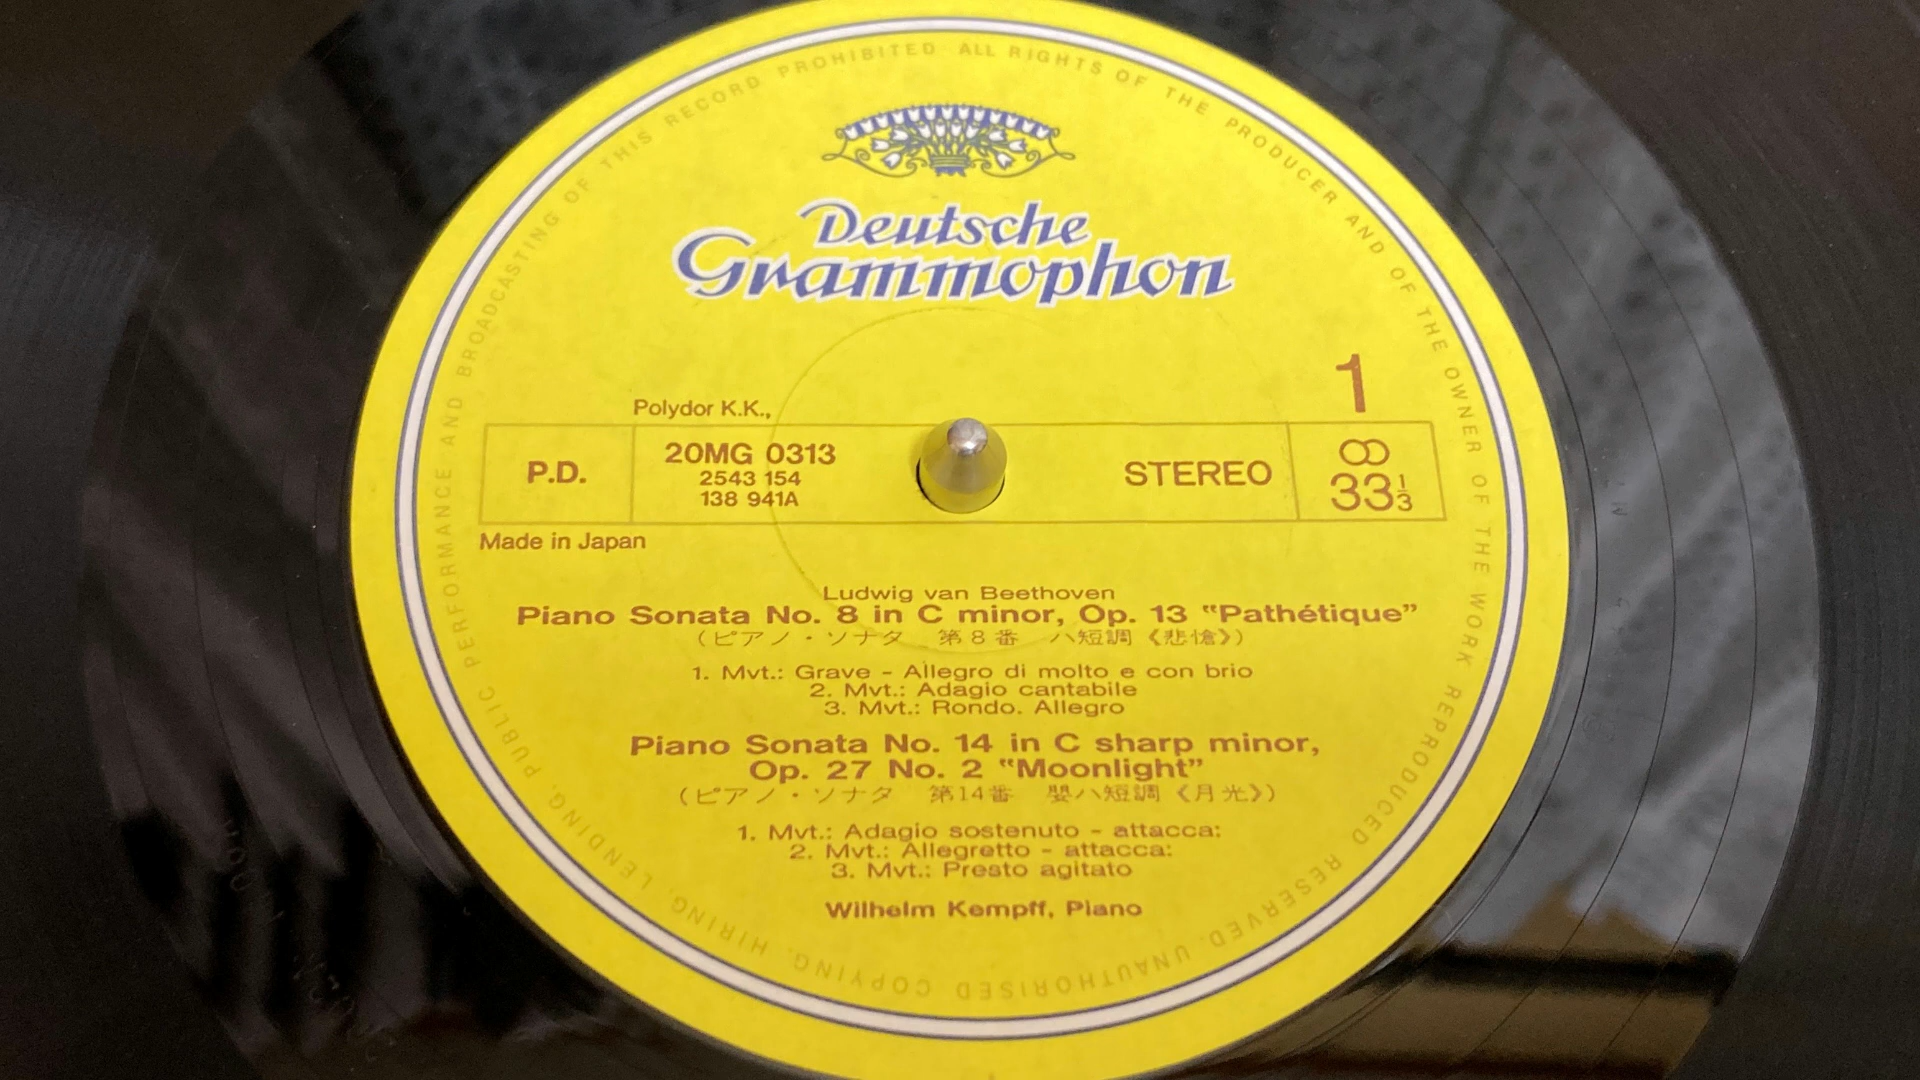 PUBLIC PERFORMANCE AND BROADCASTING OF THIS RECORD PROHIBITED ALL RIGHTS OF THE PRODUCER AND OF THE OWNER OF THE WORK REPRODUCED RESERVED. UNAUTHORISED COPYING. HIRING. LENDING.
Deutsche
Grammophon
1
Polydor K.K.,
P.D.
20MG 0313
2543 154
138 941A
STEREO
33⅓
Made in Japan
Ludwig van Beethoven
Piano Sonata No. 8 in C minor, Op. 13 "Pathétique"
(ピアノ・ソナタ 第8番 ハ短調《悲愴》)
1. Mvt.: Grave - Allegro di molto e con brio
2. Mvt.: Adagio cantabile
3. Mvt.: Rondo. Allegro
Piano Sonata No. 14 in C sharp minor,
Op. 27 No. 2 "Moonlight"
(ピアノ・ソナタ 第14番 嬰ハ短調《月光》)
1. Mvt.: Adagio sostenuto - attacca:
2. Mvt.: Allegretto - attacca:
3. Mvt.: Presto agitato
Wilhelm Kempff, Piano